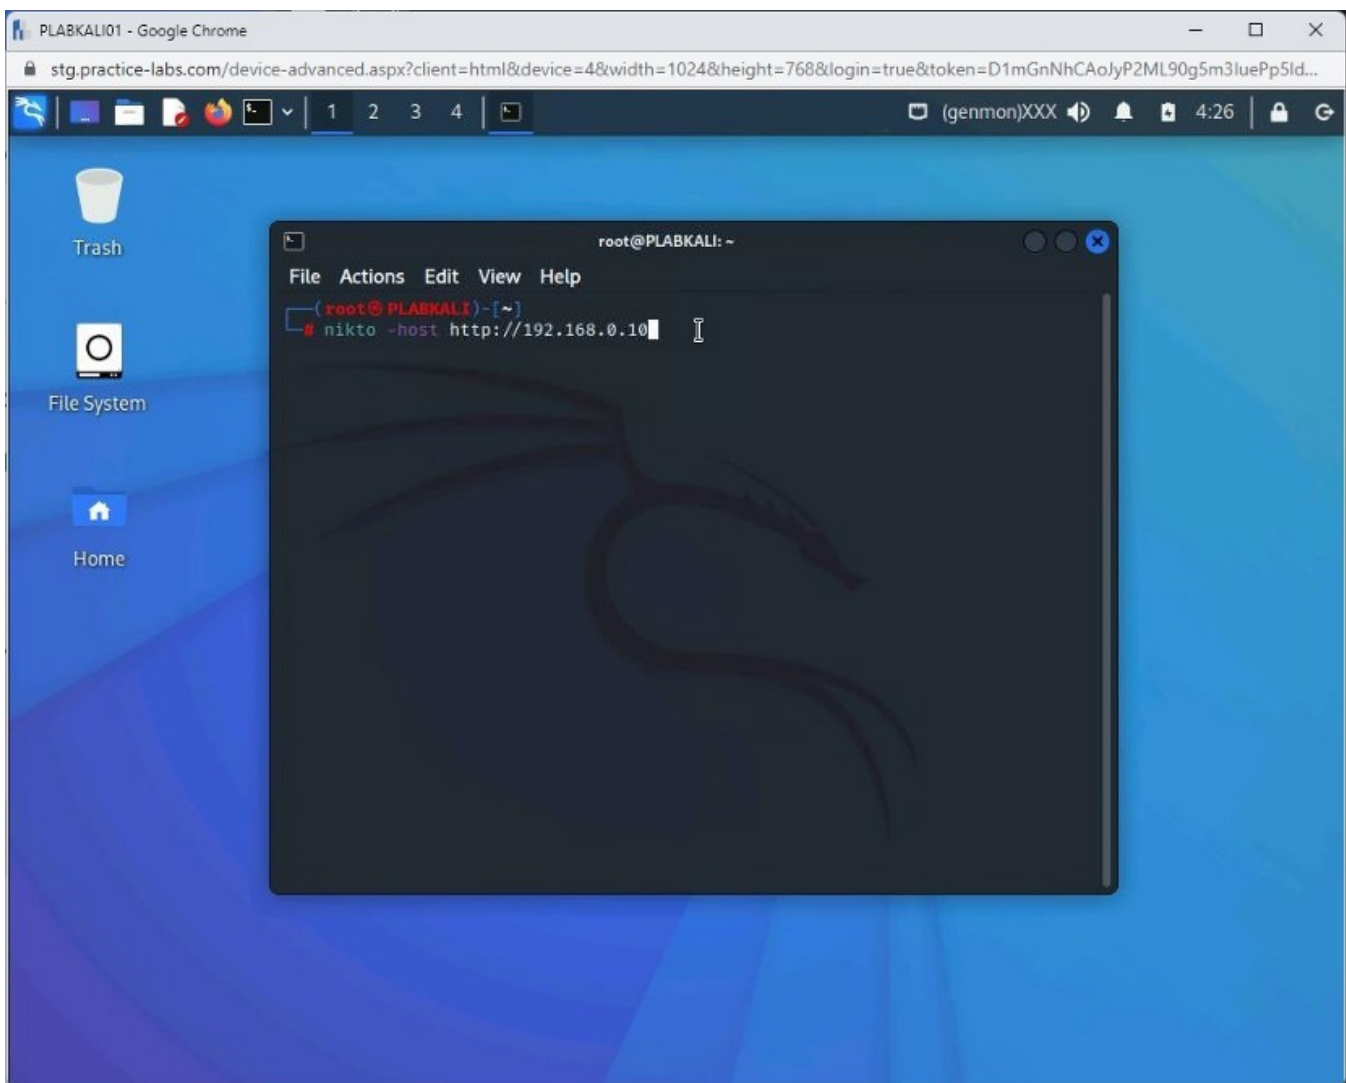 PLABKALI01 - Google Chrome
stg.practice-labs.com/device-advanced.aspx?client=html&device=4&width=1024&height=768&login=true&token=D1mGnNhCAoJyP2ML90g5m3IuePp5ld...
1 2 3 4 (genmon)XXX 4:26
Trash
File System
Home
root@PLABKALI: ~
File Actions Edit View Help
(root㉿PLABKALI)-[~]
# nikto -host http://192.168.0.10